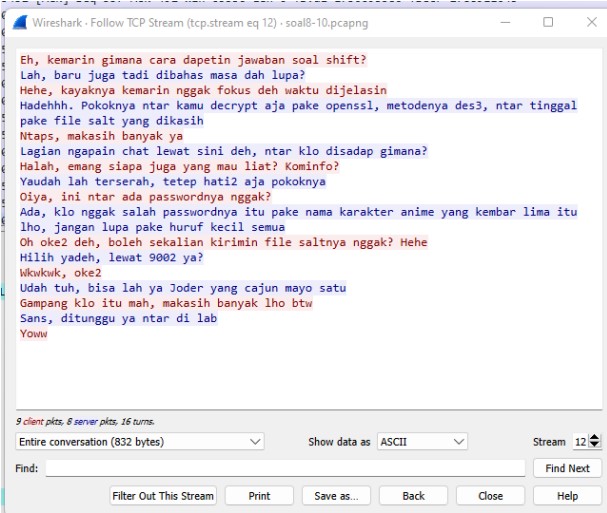 Wireshark - Follow TCP Stream (tcp.stream eq 12) - soal8-10.pcapng
Eh, kemarin gimana cara dapetin jawaban soal shift?
Lah, baru juga tadi dibahas masa dah lupa?
Hehe, kayaknya kemarin nggak fokus deh waktu dijelasin
Hadehhh. Pokoknya ntar kamu decrypt aja pake openssl, metodenya des3, ntar tinggal
pake file salt yang dikasih
Ntaps, makasih banyak ya
Lagian ngapain chat lewat sini deh, ntar klo disadap gimana?
Halah, emang siapa juga yang mau liat? Kominfo?
Yaudah lah terserah, tetep hati2 aja pokoknya
Oiya, ini ntar ada passwordnya nggak?
Ada, klo nggak salah passwordnya itu pake nama karakter anime yang kembar lima itu
lho, jangan lupa pake huruf kecil semua
Oh oke2 deh, boleh sekalian kirimin file saltnya nggak? Hehe
Hilih yadeh, lewat 9002 ya?
Wkwkwk, oke2
Udah tuh, bisa lah ya Joder yang cajun mayo satu
Gampang klo itu mah, makasih banyak lho btw
Sans, ditunggu ya ntar di lab
Yoww
9 client pkts, 8 server pkts, 16 turns.
Entire conversation (832 bytes) Show data as ASCII Stream 12
Find: Find Next
Filter Out This Stream Print Save as... Back Close Help